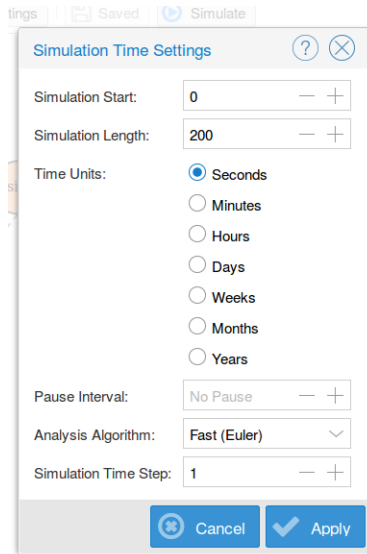 tings Saved Simulate
Simulation Time Settings ?
Simulation Start: 0
Simulation Length: 200
Time Units: Seconds
Minutes
Hours
Days
Weeks
Months
Years
Pause Interval: No Pause
Analysis Algorithm: Fast (Euler)
Simulation Time Step: 1
Cancel Apply